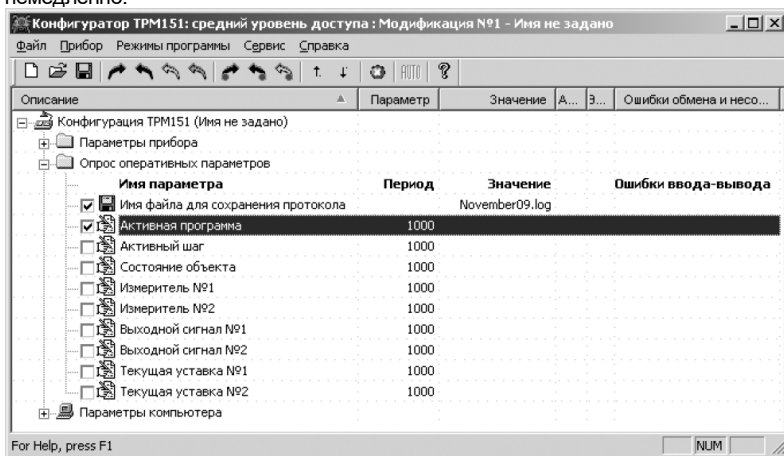 немедленно.
Конфигуратор ТРМ151: средний уровень доступа : Модификация №1 - Имя не задано
Файл Прибор Режимы программы Сервис Справка
AUTO
Описание Параметр Значение А... З... Ошибки обмена и несо...
Конфигурация ТРМ151 (Имя не задано)
Параметры прибора
Опрос оперативных параметров
Имя параметра Период Значение Ошибки ввода-вывода
Имя файла для сохранения протокола November09.log
Активная программа 1000
Активный шаг 1000
Состояние объекта 1000
Измеритель №1 1000
Измеритель №2 1000
Выходной сигнал №1 1000
Выходной сигнал №2 1000
Текущая уставка №1 1000
Текущая уставка №2 1000
Параметры компьютера
For Help, press F1 NUM